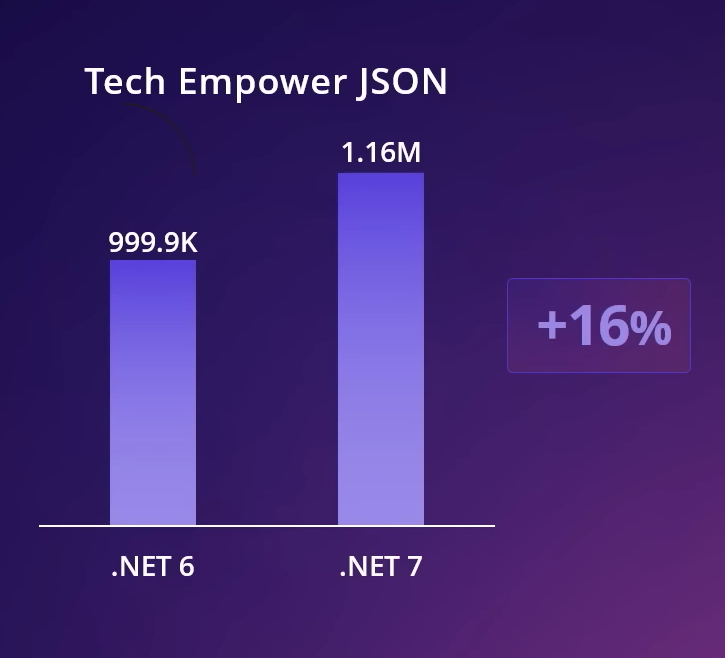 Tech Empower JSON
1.16M
999.9K
+16%
.NET 6
.NET 7